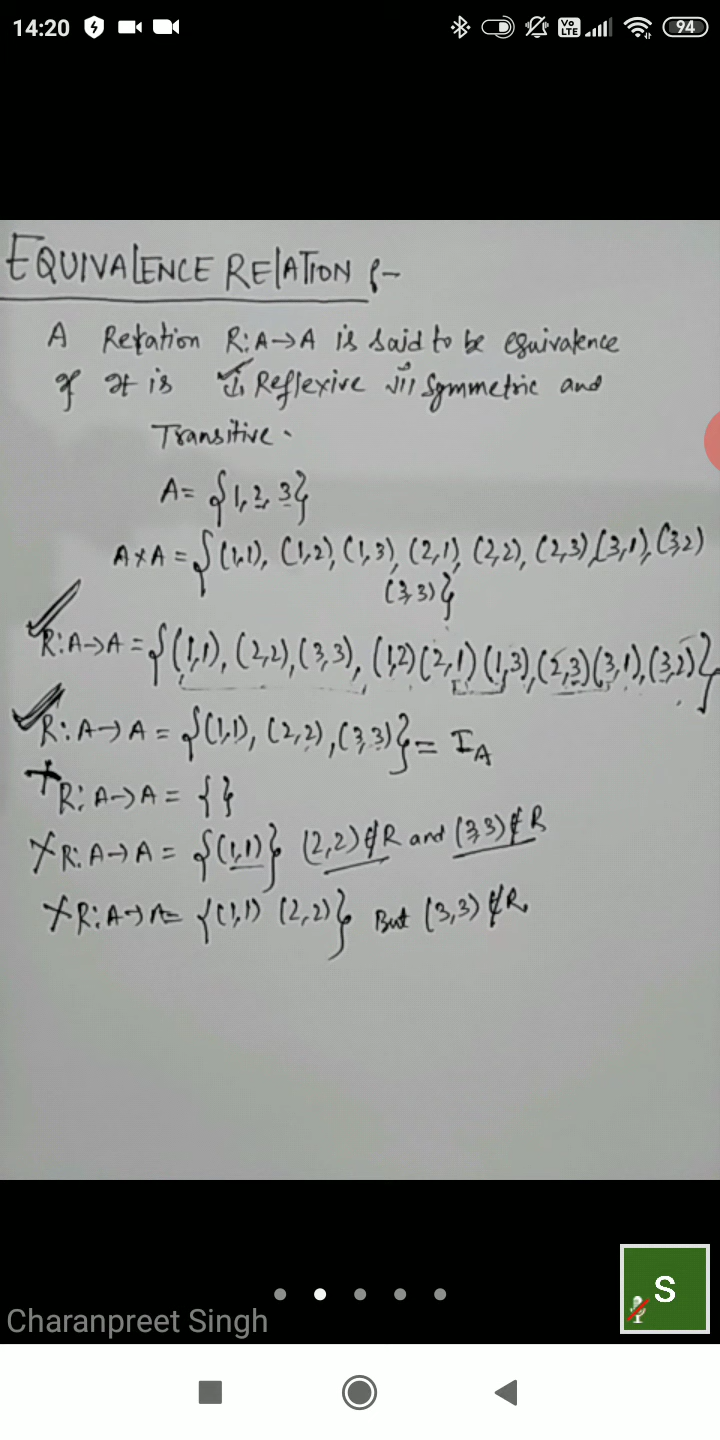 14:20 Vo LTE 94
EQUIVALENCE RELATION :-
A Relation R: A→A is said to be equivalence
if It is i, Reflexive ii, Symmetric and
Transitive.
A = {1, 2, 3}
A×A = {(1,1), (1,2), (1,3), (2,1), (2,2), (2,3), (3,1), (3,2)
(3,3)}
R: A→A = {(1,1), (2,2), (3,3), (1,2) (2,1) (1,3), (2,3) (3,1), (3,2)}
R: A→A = {(1,1), (2,2), (3,3)} = I_A
R: A→A = { }
R: A→A = {(1,1)} (2,2)∉R and (3,3)∉R
R: A→A = {(1,1) (2,2)} But (3,3)∉R.
S
Charanpreet Singh